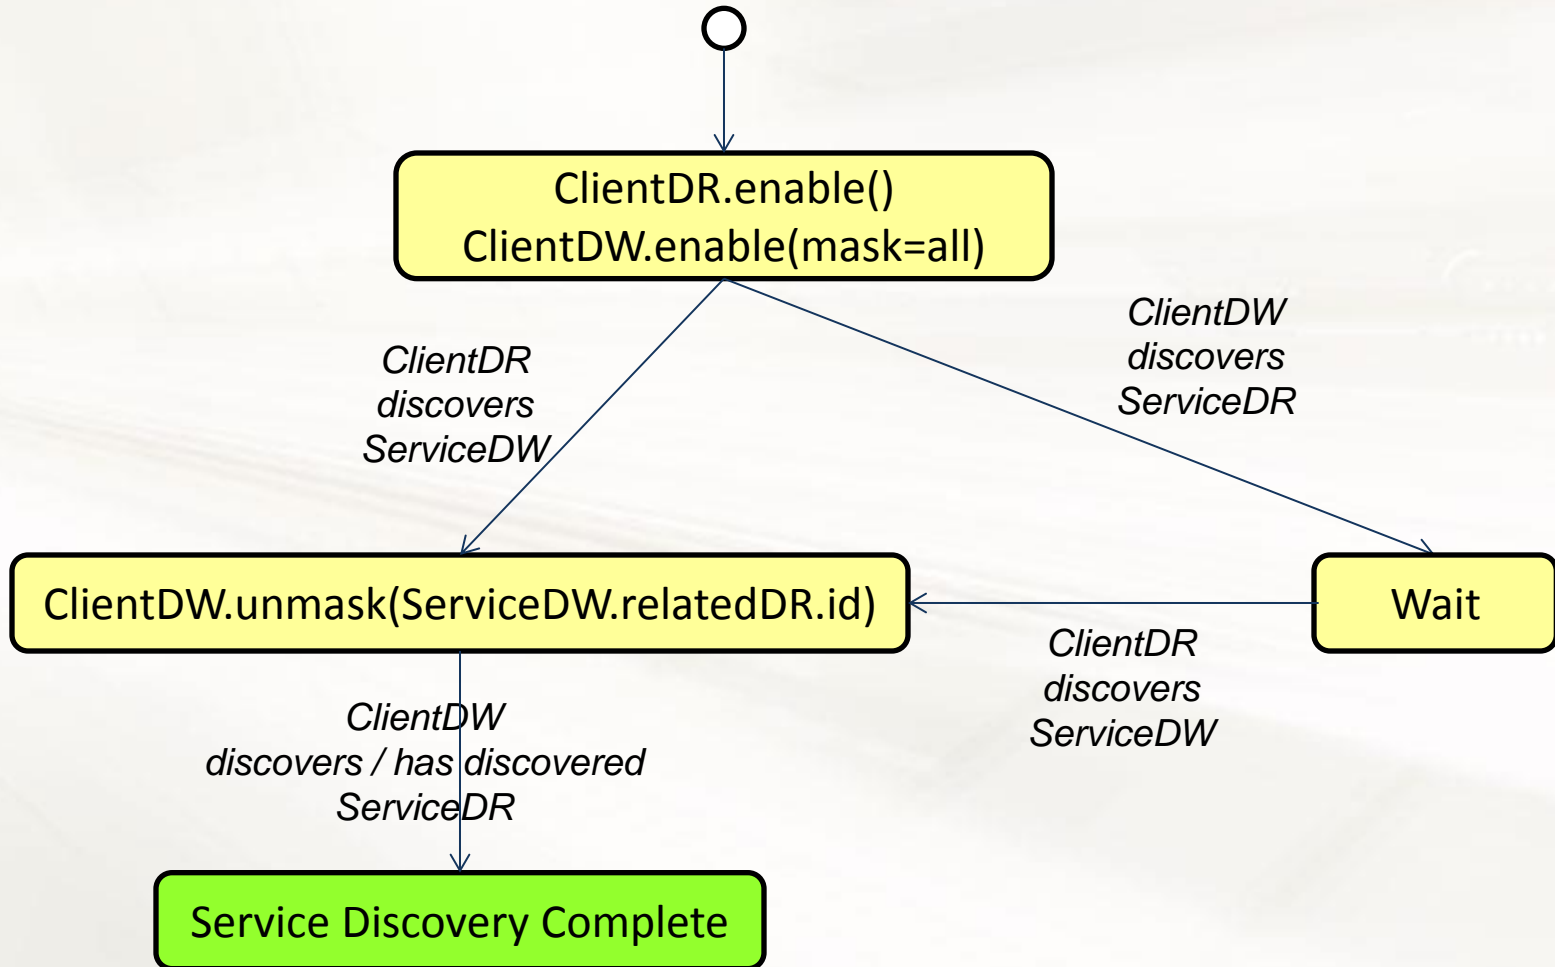 ClientDR.enable()
ClientDW.enable(mask=all)
ClientDR
discovers
ServiceDW
ClientDW
discovers
ServiceDR
ClientDW.unmask(ServiceDW.relatedDR.id)
Wait
ClientDR
discovers
ServiceDW
ClientDW
discovers / has discovered
ServiceDR
Service Discovery Complete